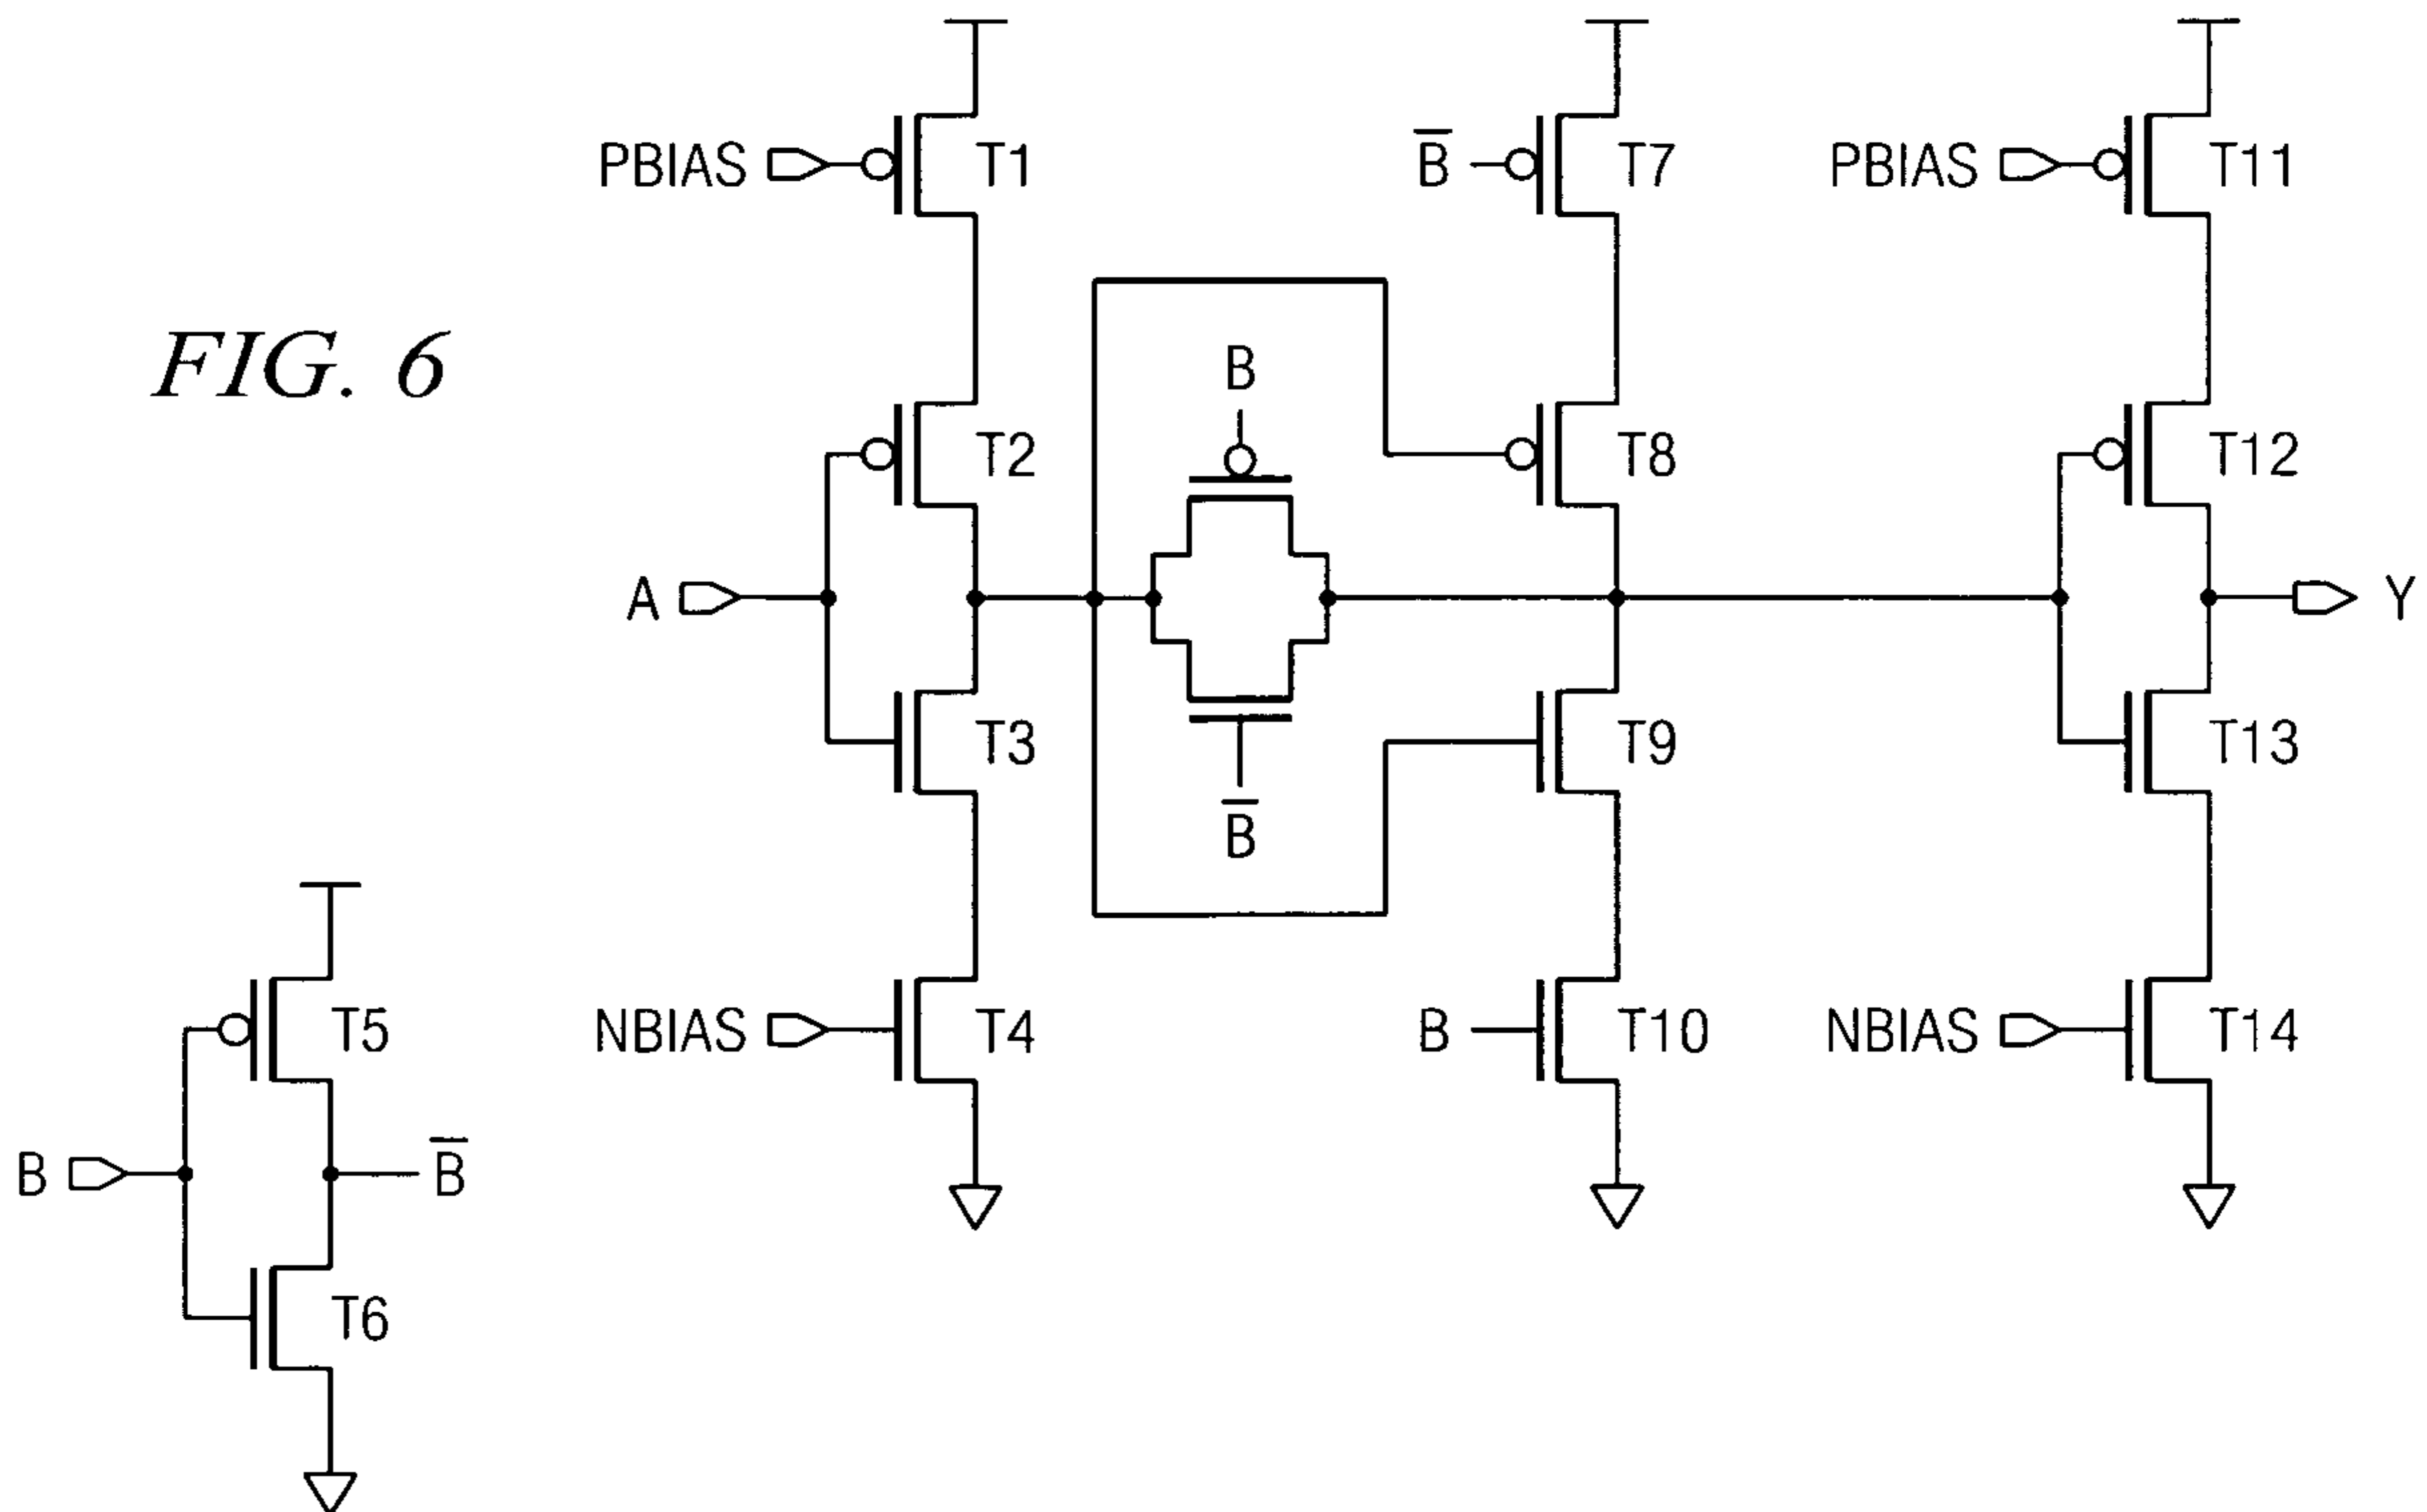 PBIAS
T1
B̅
T7
PBIAS
T11
FIG. 6
B
T2
T8
T12
A
Y
T3
T9
T13
B̅
NBIAS
T4
B
T10
NBIAS
T14
T5
B
B̅
T6